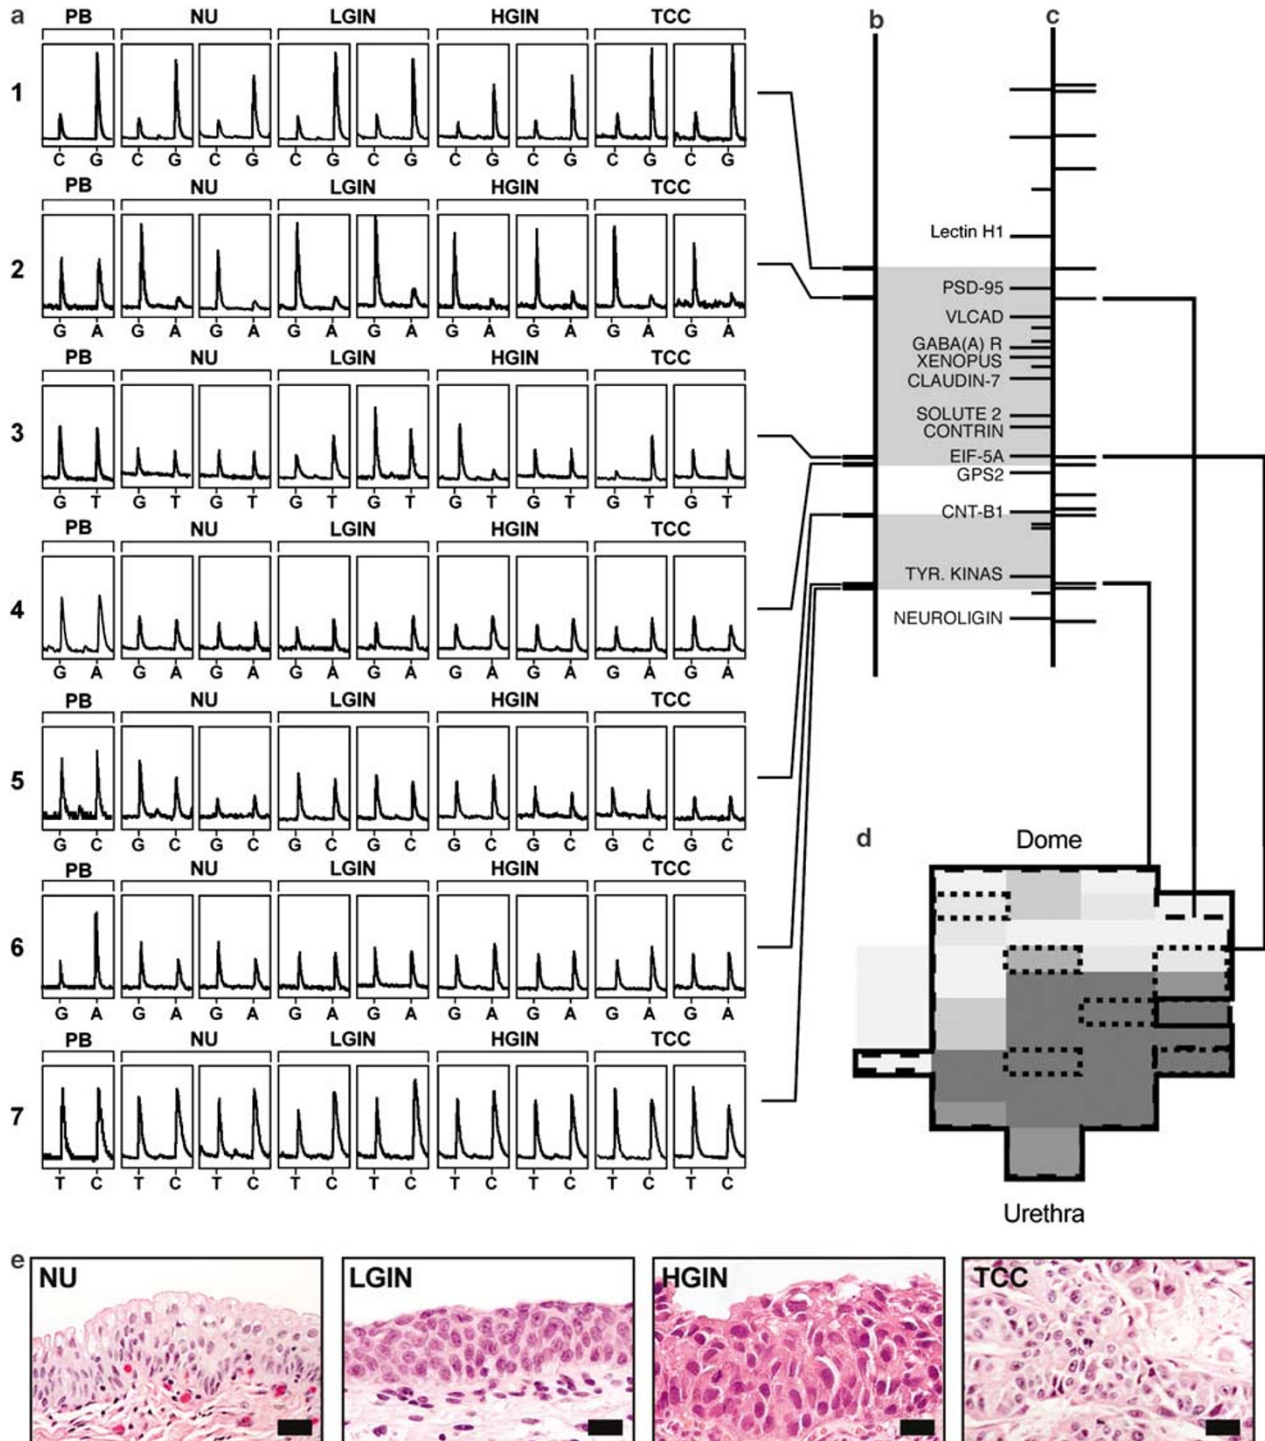 a b c
PB NU LGIN HGIN TCC
1
C G C G C G C G C G C G C G C G C G
PB NU LGIN HGIN TCC
2
G A G A G A G A G A G A G A G A G A
PB NU LGIN HGIN TCC
3
G T G T G T G T G T G T G T G T G T
PB NU LGIN HGIN TCC
4
G A G A G A G A G A G A G A G A G A
PB NU LGIN HGIN TCC
5
G C G C G C G C G C G C G C G C G C
PB NU LGIN HGIN TCC
6
G A G A G A G A G A G A G A G A G A
PB NU LGIN HGIN TCC
7
T C T C T C T C T C T C T C T C T C
Lectin H1
PSD-95
VLCAD
GABA(A) R
XENOPUS
CLAUDIN-7
SOLUTE 2
CONTRIN
EIF-5A
GPS2
CNT-B1
TYR. KINAS
NEUROLIGIN
d
Dome
Urethra
e
NU LGIN HGIN TCC